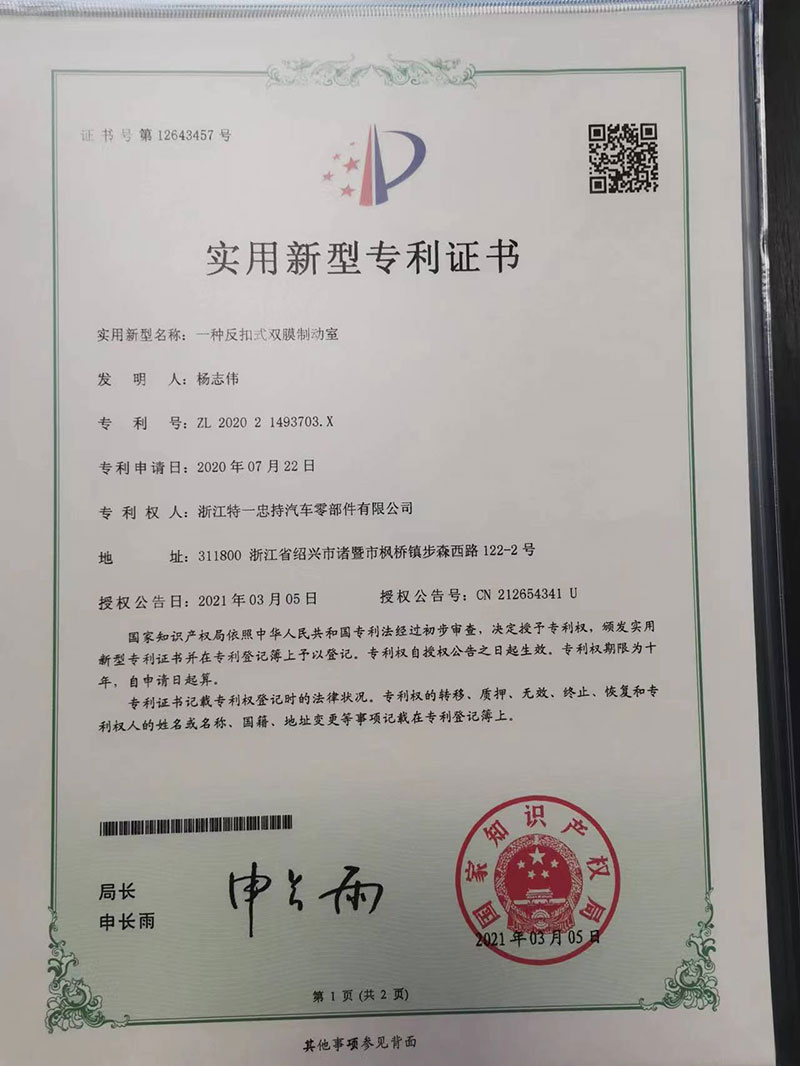 证书号第12643457号
实用新型专利证书
实用新型名称：一种反扣式双膜制动室
发明人：杨志伟
专利号：ZL 2020 2 1493703.X
专利申请日：2020年07月22日
专利权人：浙江特一忠持汽车零部件有限公司
地址：311800 浙江省绍兴市诸暨市枫桥镇步森西路122-2号
授权公告日：2021年03月05日 授权公告号：CN 212654341 U
国家知识产权局依照中华人民共和国专利法经过初步审查，决定授予专利权，颁发实用
新型专利证书并在专利登记簿上予以登记。专利权自授权公告之日起生效。专利权期限为十
年，自申请日起算。
专利证书记载专利权登记时的法律状况。专利权的转移、质押、无效、终止、恢复和专
利权人的姓名或名称、国籍、地址变更等事项记载在专利登记簿上。
局长
申长雨
申长雨
国家知识产权局
2021年03月05日
第1页(共2页)
其他事项参见背面